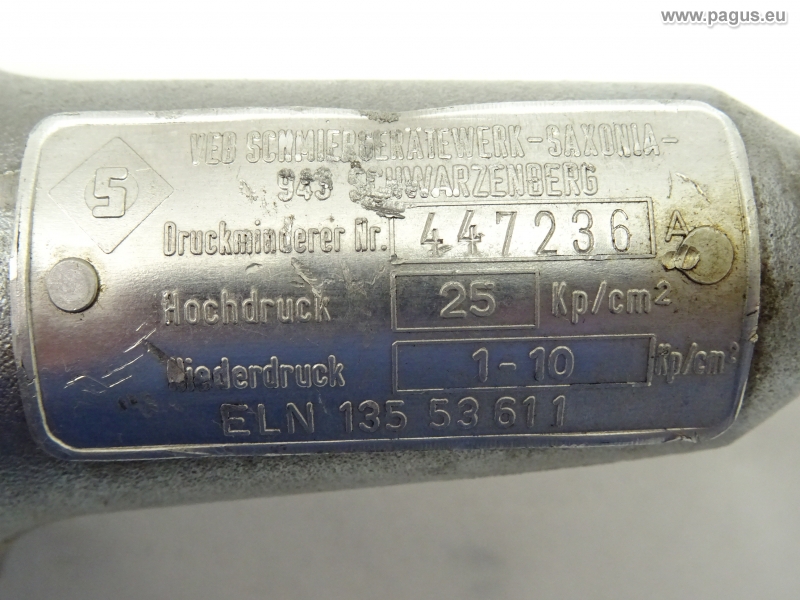 www.pagus.eu
VEB SCHMIERGERÄTEWERK-SAXONIA-
943 SCHWARZENBERG
S
Druckminderer Nr. 447236 A
Hochdruck 25 Kp/cm²
Niederdruck 1-10 Kp/cm²
ELN 135 53 611